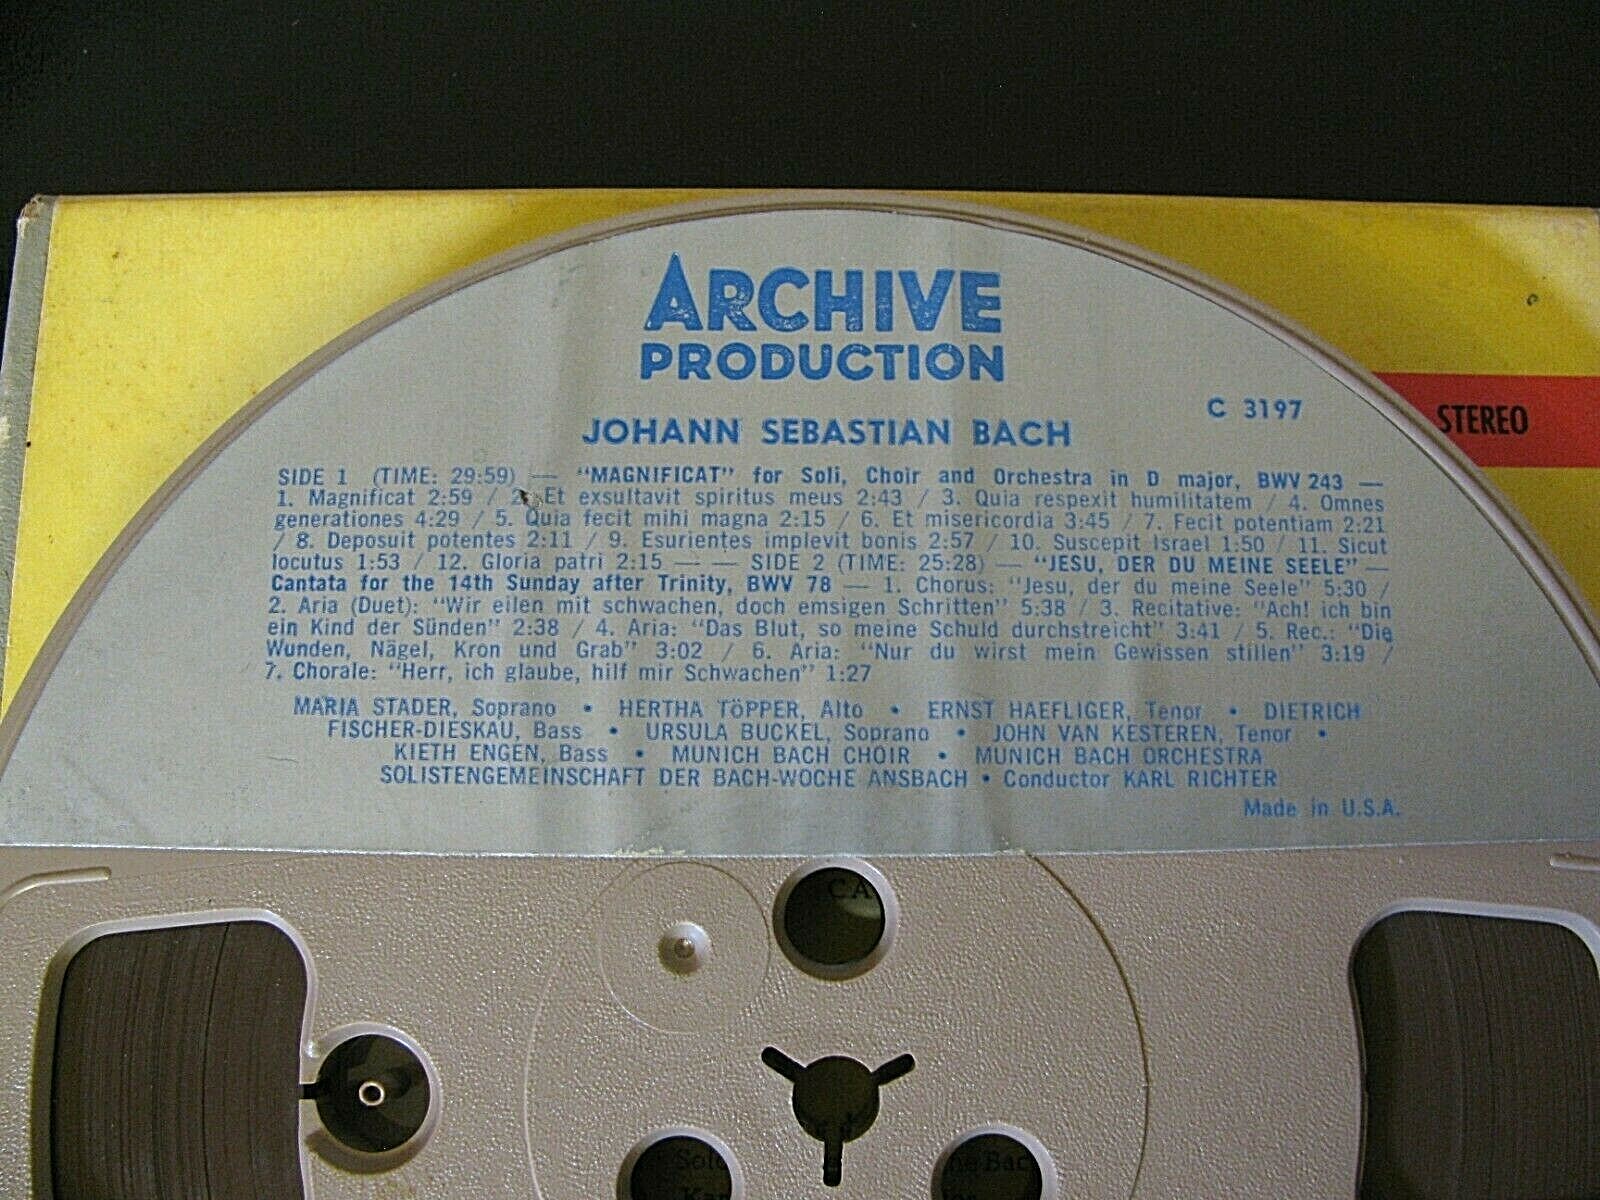 ARCHIVE
PRODUCTION
C 3197
STEREO
JOHANN SEBASTIAN BACH
SIDE 1 (TIME: 29:59) — "MAGNIFICAT" for Soli, Choir and Orchestra in D major, BWV 243 —
1. Magnificat 2:59 / 2. Et exsultavit spiritus meus 2:43 / 3. Quia respexit humilitatem / 4. Omnes
generationes 4:29 / 5. Quia fecit mihi magna 2:15 / 6. Et misericordia 3:45 / 7. Fecit potentiam 2:21
/ 8. Deposuit potentes 2:11 / 9. Esurientes implevit bonis 2:57 / 10. Suscepit Israel 1:50 / 11. Sicut
locutus 1:53 / 12. Gloria patri 2:15 — — SIDE 2 (TIME: 25:28) — "JESU, DER DU MEINE SEELE" —
Cantata for the 14th Sunday after Trinity, BWV 78 — 1. Chorus: "Jesu, der du meine Seele" 5:30 /
2. Aria (Duet): "Wir eilen mit schwachen, doch emsigen Schritten" 5:38 / 3. Recitative: "Ach! ich bin
ein Kind der Sünden" 2:38 / 4. Aria: "Das Blut, so meine Schuld durchstreicht" 3:41 / 5. Rec.: "Die
Wunden, Nägel, Kron und Grab" 3:02 / 6. Aria: "Nur du wirst mein Gewissen stillen" 3:19 /
7. Chorale: "Herr, ich glaube, hilf mir Schwachen" 1:27
MARIA STADER, Soprano • HERTHA TÖPPER, Alto • ERNST HAEFLIGER, Tenor • DIETRICH
FISCHER-DIESKAU, Bass • URSULA BUCKEL, Soprano • JOHN VAN KESTEREN, Tenor •
KIETH ENGEN, Bass • MUNICH BACH CHOIR • MUNICH BACH ORCHESTRA
SOLISTENGEMEINSCHAFT DER BACH-WOCHE ANSBACH • Conductor KARL RICHTER
Made in U.S.A.